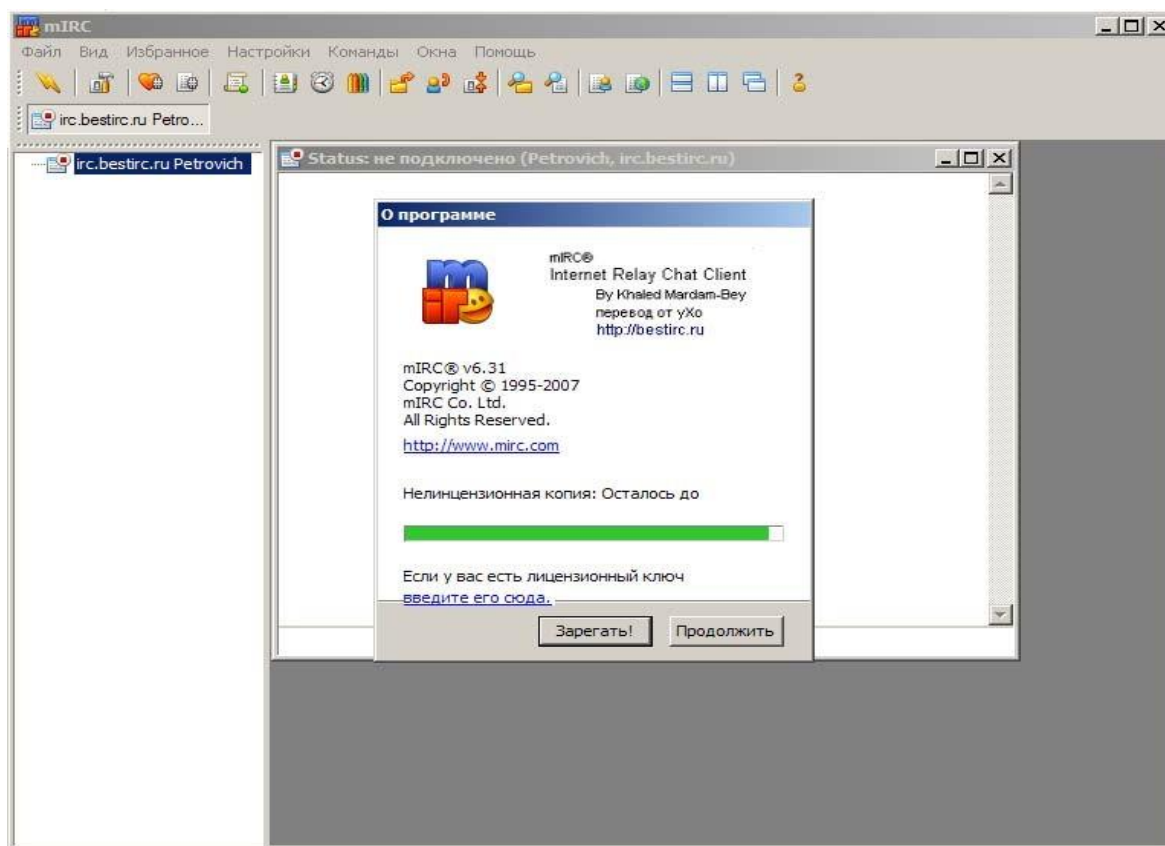 mIRC
Файл Вид Избранное Настройки Команды Окна Помощь
irc.bestirc.ru Petro...
irc.bestirc.ru Petrovich
Status: не подключено (Petrovich, irc.bestirc.ru)
О программе
mIRC®
Internet Relay Chat Client
By Khaled Mardam-Bey
перевод от yXo
http://bestirc.ru
mIRC® v6.31
Copyright © 1995-2007
mIRC Co. Ltd.
All Rights Reserved.
http://www.mirc.com
Нелинцензионная копия: Осталось до
Если у вас есть лицензионный ключ
введите его сюда.
Зарегать! Продолжить